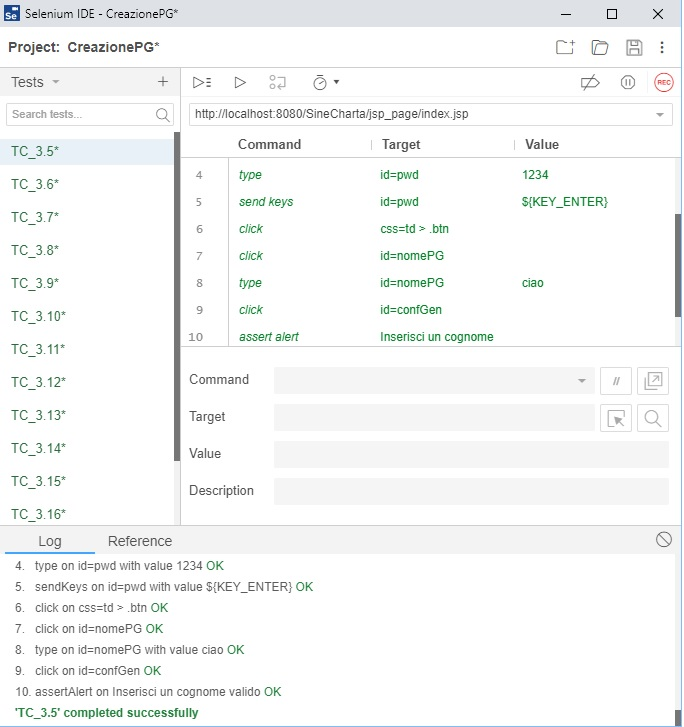 Se Selenium IDE - CreazionePG*
Project: CreazionePG*
Tests
Search tests...
TC_3.5*
TC_3.6*
TC_3.7*
TC_3.8*
TC_3.9*
TC_3.10*
TC_3.11*
TC_3.12*
TC_3.13*
TC_3.14*
TC_3.15*
TC_3.16*
REC
http://localhost:8080/SineCharta/jsp_page/index.jsp
Command Target Value
4 type id=pwd 1234
5 send keys id=pwd ${KEY_ENTER}
6 click css=td > .btn
7 click id=nomePG
8 type id=nomePG ciao
9 click id=confGen
10 assert alert Inserisci un cognome
Command //
Target
Value
Description
Log Reference
4. type on id=pwd with value 1234 OK
5. sendKeys on id=pwd with value ${KEY_ENTER} OK
6. click on css=td > .btn OK
7. click on id=nomePG OK
8. type on id=nomePG with value ciao OK
9. click on id=confGen OK
10. assertAlert on Inserisci un cognome valido OK
'TC_3.5' completed successfully